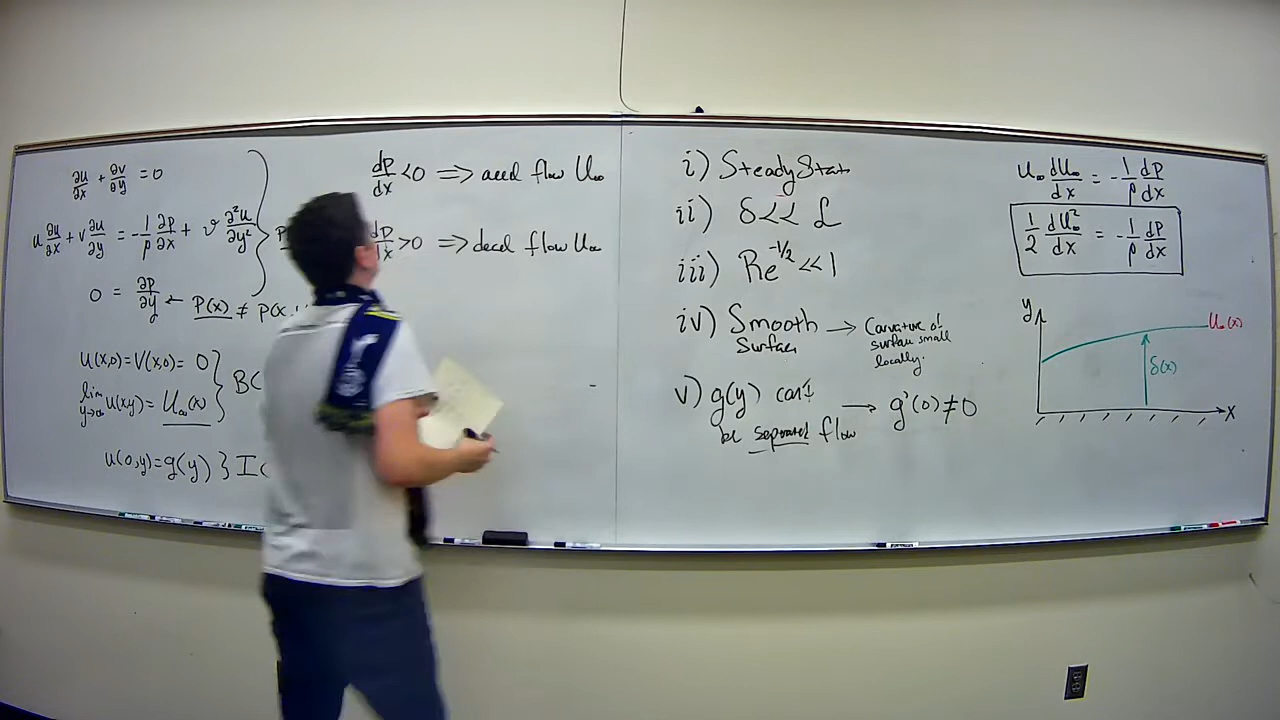 ∂u/∂x + ∂v/∂y = 0
u ∂u/∂x + v ∂u/∂y = -1/ρ ∂p/∂x + ν ∂²u/∂y²
0 = ∂p/∂y ← P(x) ≠ P(x,
u(x,0) = V(x,0) = 0
lim y→∞ u(x,y) = U∞(x) } BC
u(0,y) = g(y) } I
dp/dx < 0 ⇒ accel flow U∞
dp/dx > 0 ⇒ decel flow U∞
i) Steady State
ii) δ << L
iii) Re^-1/2 << 1
iv) Smooth Surface → Curvature of
surface small
locally.
v) g(y) can't
be separated flow → g'(0) ≠ 0
U∞ dU∞/dx = -1/ρ dp/dx
1/2 dU∞²/dx = -1/ρ dp/dx
y
U∞(x)
δ(x)
x